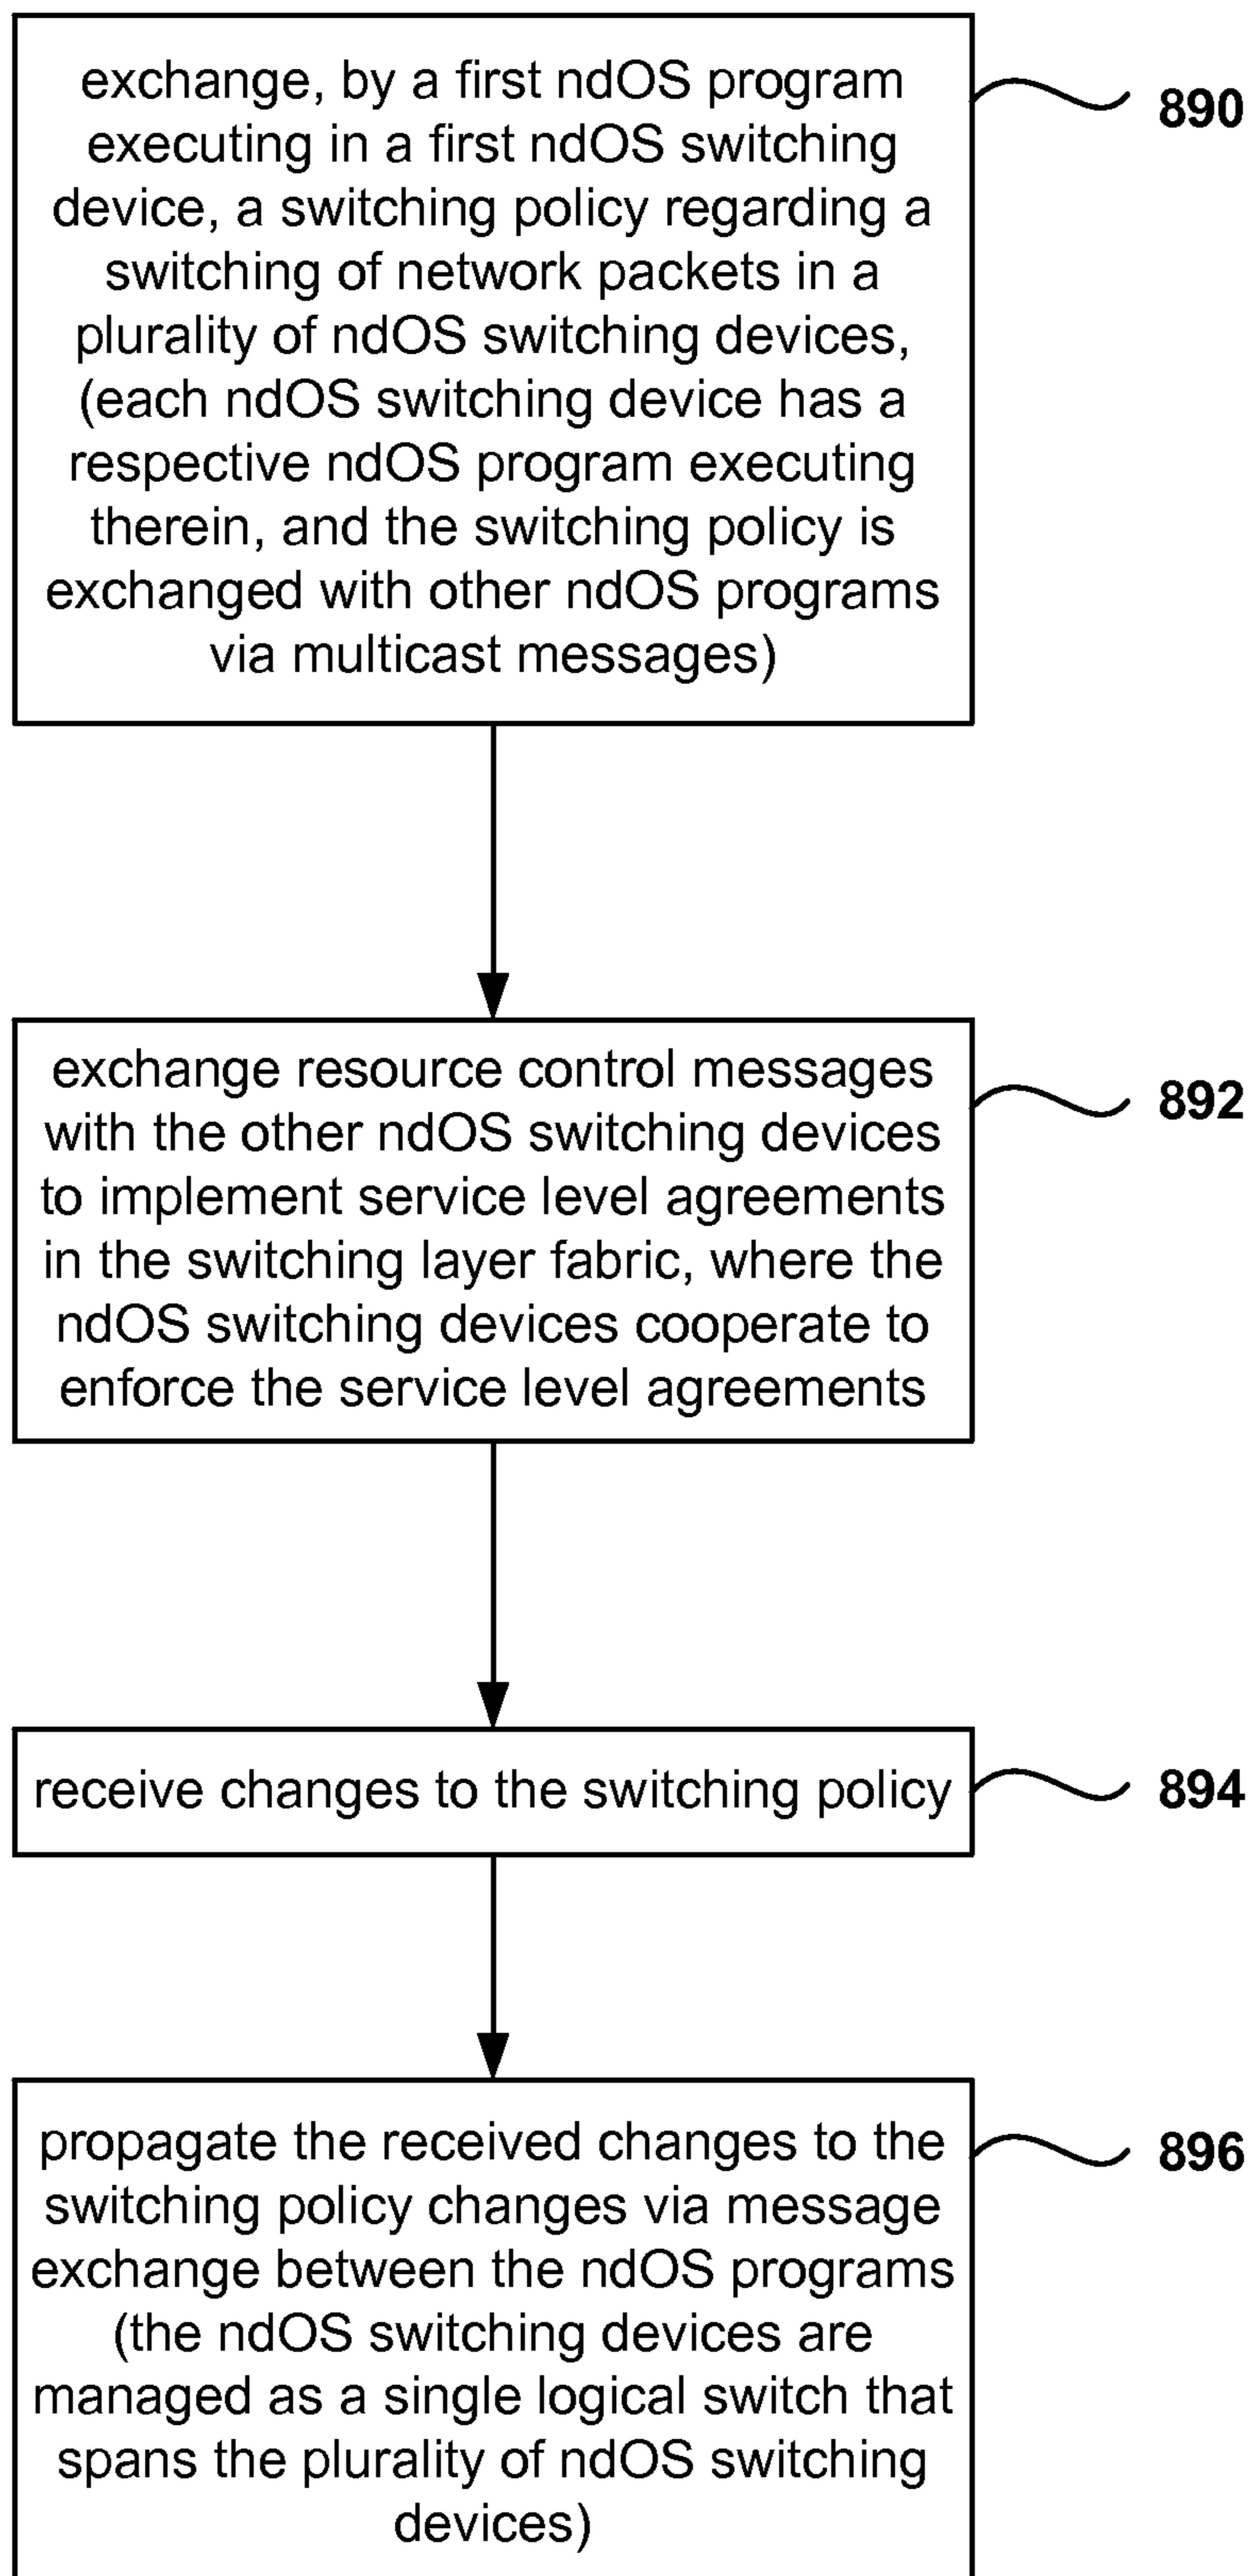 exchange, by a first ndOS program
executing in a first ndOS switching
device, a switching policy regarding a
switching of network packets in a
plurality of ndOS switching devices,
(each ndOS switching device has a
respective ndOS program executing
therein, and the switching policy is
exchanged with other ndOS programs
via multicast messages)
890
exchange resource control messages
with the other ndOS switching devices
to implement service level agreements
in the switching layer fabric, where the
ndOS switching devices cooperate to
enforce the service level agreements
892
receive changes to the switching policy
894
propagate the received changes to the
switching policy changes via message
exchange between the ndOS programs
(the ndOS switching devices are
managed as a single logical switch that
spans the plurality of ndOS switching
devices)
896